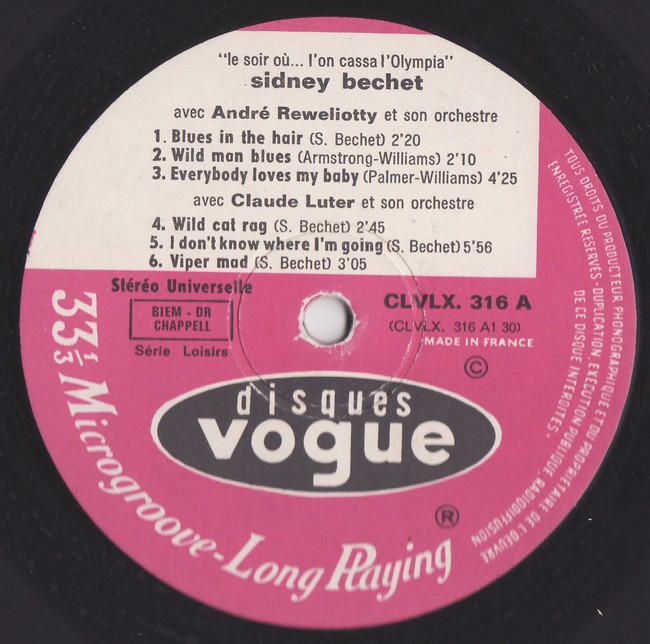 "le soir où... l'on cassa l'Olympia"
sidney bechet
avec André Reweliotty et son orchestre
1. Blues in the hair (S. Bechet) 2'20
2. Wild man blues (Armstrong-Williams) 2'10
3. Everybody loves my baby (Palmer-Williams) 4'25
avec Claude Luter et son orchestre
4. Wild cat rag (S. Bechet) 2'45
5. I don't know where I'm going (S. Bechet) 5'56
6. Viper mad (S. Bechet) 3'05
Stéréo Universelle
BIEM - DR
CHAPPELL
Série Loisirs
CLVLX. 316 A
(CLVLX. 316 A1 30)
MADE IN FRANCE
©
disques
vogue
®
33 1/3 Microgroove - Long Playing
TOUS DROITS DU PRODUCTEUR PHONOGRAPHIQUE ET/OU PROPRIÉTAIRE DE L'OEUVRE
ENREGISTRÉE RÉSERVÉS - DUPLICATION, EXÉCUTION PUBLIQUE, RADIODIFFUSION
DE CE DISQUE INTERDITES.